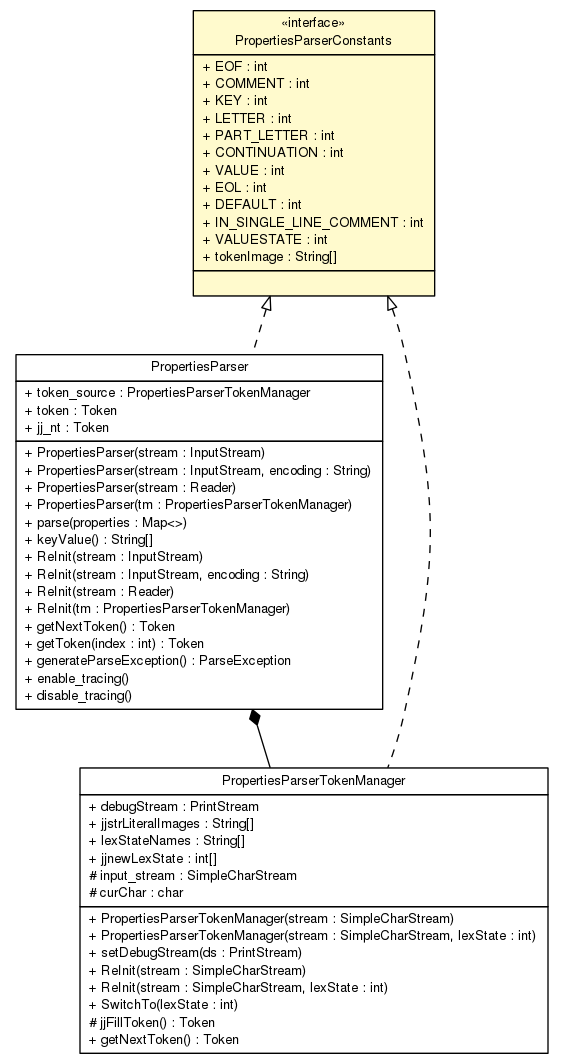 «interface»
PropertiesParserConstants
+ EOF : int
+ COMMENT : int
+ KEY : int
+ LETTER : int
+ PART_LETTER : int
+ CONTINUATION : int
+ VALUE : int
+ EOL : int
+ DEFAULT : int
+ IN_SINGLE_LINE_COMMENT : int
+ VALUESTATE : int
+ tokenImage : String[]
PropertiesParser
+ token_source : PropertiesParserTokenManager
+ token : Token
+ jj_nt : Token
+ PropertiesParser(stream : InputStream)
+ PropertiesParser(stream : InputStream, encoding : String)
+ PropertiesParser(stream : Reader)
+ PropertiesParser(tm : PropertiesParserTokenManager)
+ parse(properties : Map<>)
+ keyValue() : String[]
+ ReInit(stream : InputStream)
+ ReInit(stream : InputStream, encoding : String)
+ ReInit(stream : Reader)
+ ReInit(tm : PropertiesParserTokenManager)
+ getNextToken() : Token
+ getToken(index : int) : Token
+ generateParseException() : ParseException
+ enable_tracing()
+ disable_tracing()
PropertiesParserTokenManager
+ debugStream : PrintStream
+ jjstrLiteralImages : String[]
+ lexStateNames : String[]
+ jjnewLexState : int[]
# input_stream : SimpleCharStream
# curChar : char
+ PropertiesParserTokenManager(stream : SimpleCharStream)
+ PropertiesParserTokenManager(stream : SimpleCharStream, lexState : int)
+ setDebugStream(ds : PrintStream)
+ ReInit(stream : SimpleCharStream)
+ ReInit(stream : SimpleCharStream, lexState : int)
+ SwitchTo(lexState : int)
# jjFillToken() : Token
+ getNextToken() : Token